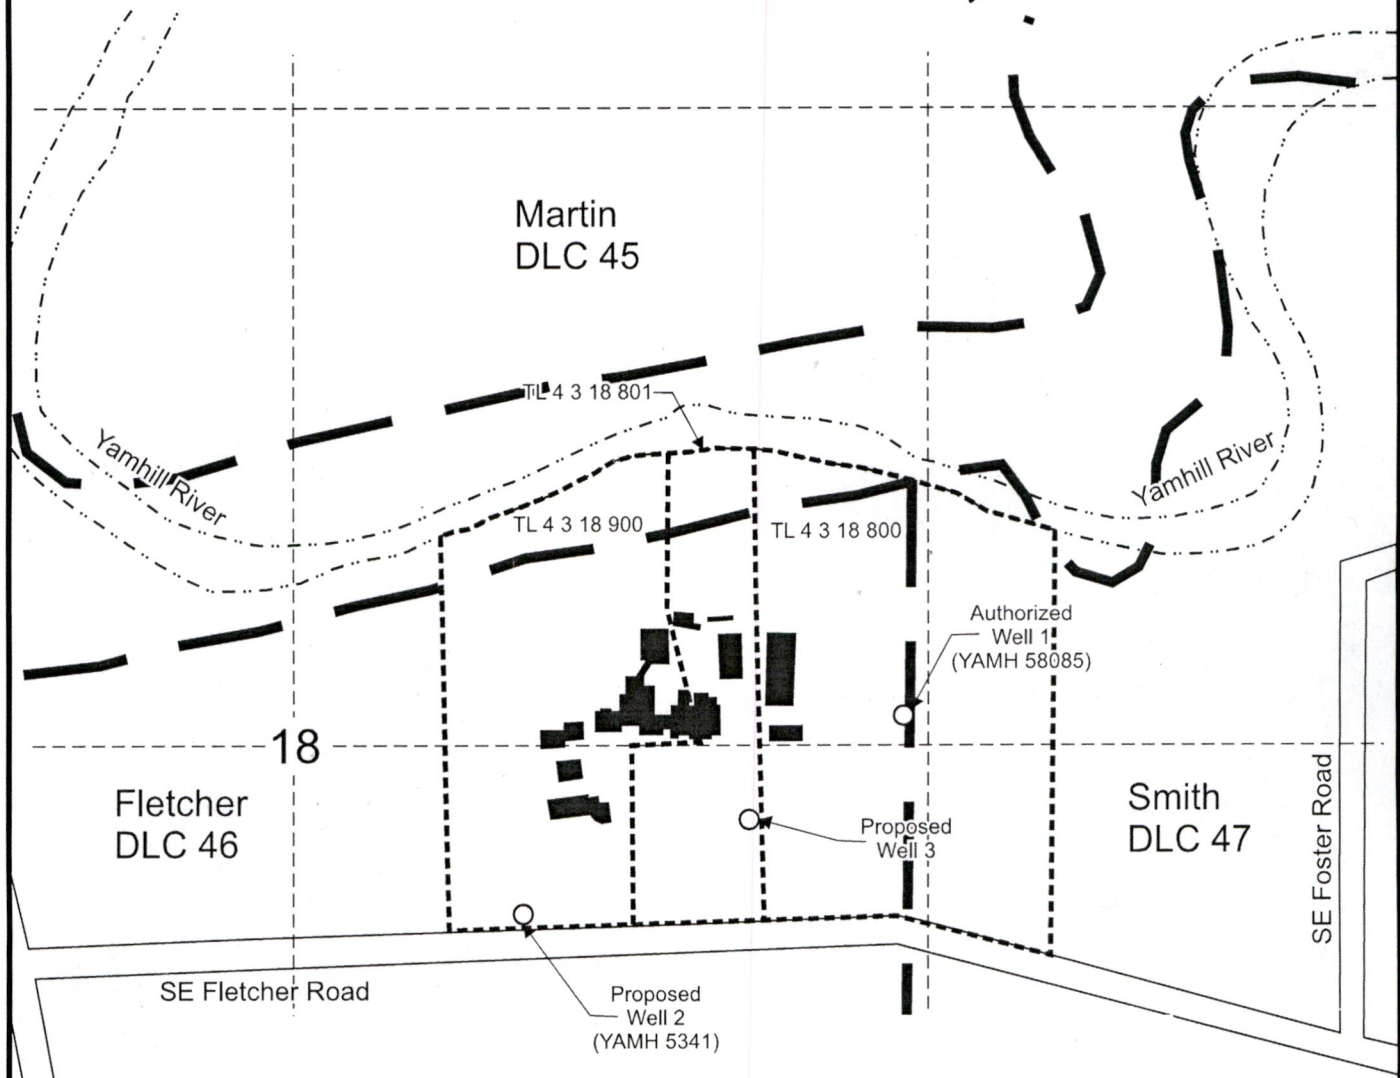 Martin
DLC 45
TL 4 3 18 801
Yamhill River
Yamhill River
TL 4 3 18 900
TL 4 3 18 800
Authorized
Well 1
(YAMH 58085)
18
Fletcher
DLC 46
Smith
DLC 47
SE Foster Road
Proposed
Well 3
SE Fletcher Road
Proposed
Well 2
(YAMH 5341)